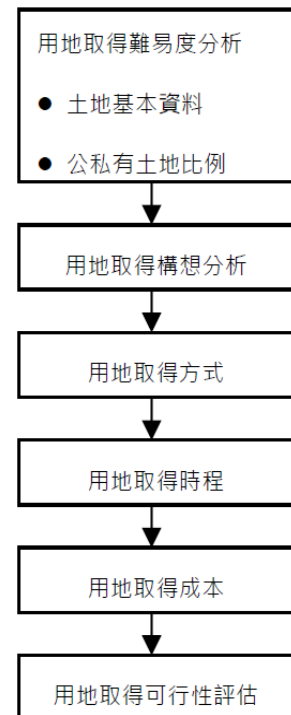 用地取得難易度分析
● 土地基本資料
● 公私有土地比例
用地取得構想分析
用地取得方式
用地取得時程
用地取得成本
用地取得可行性評估